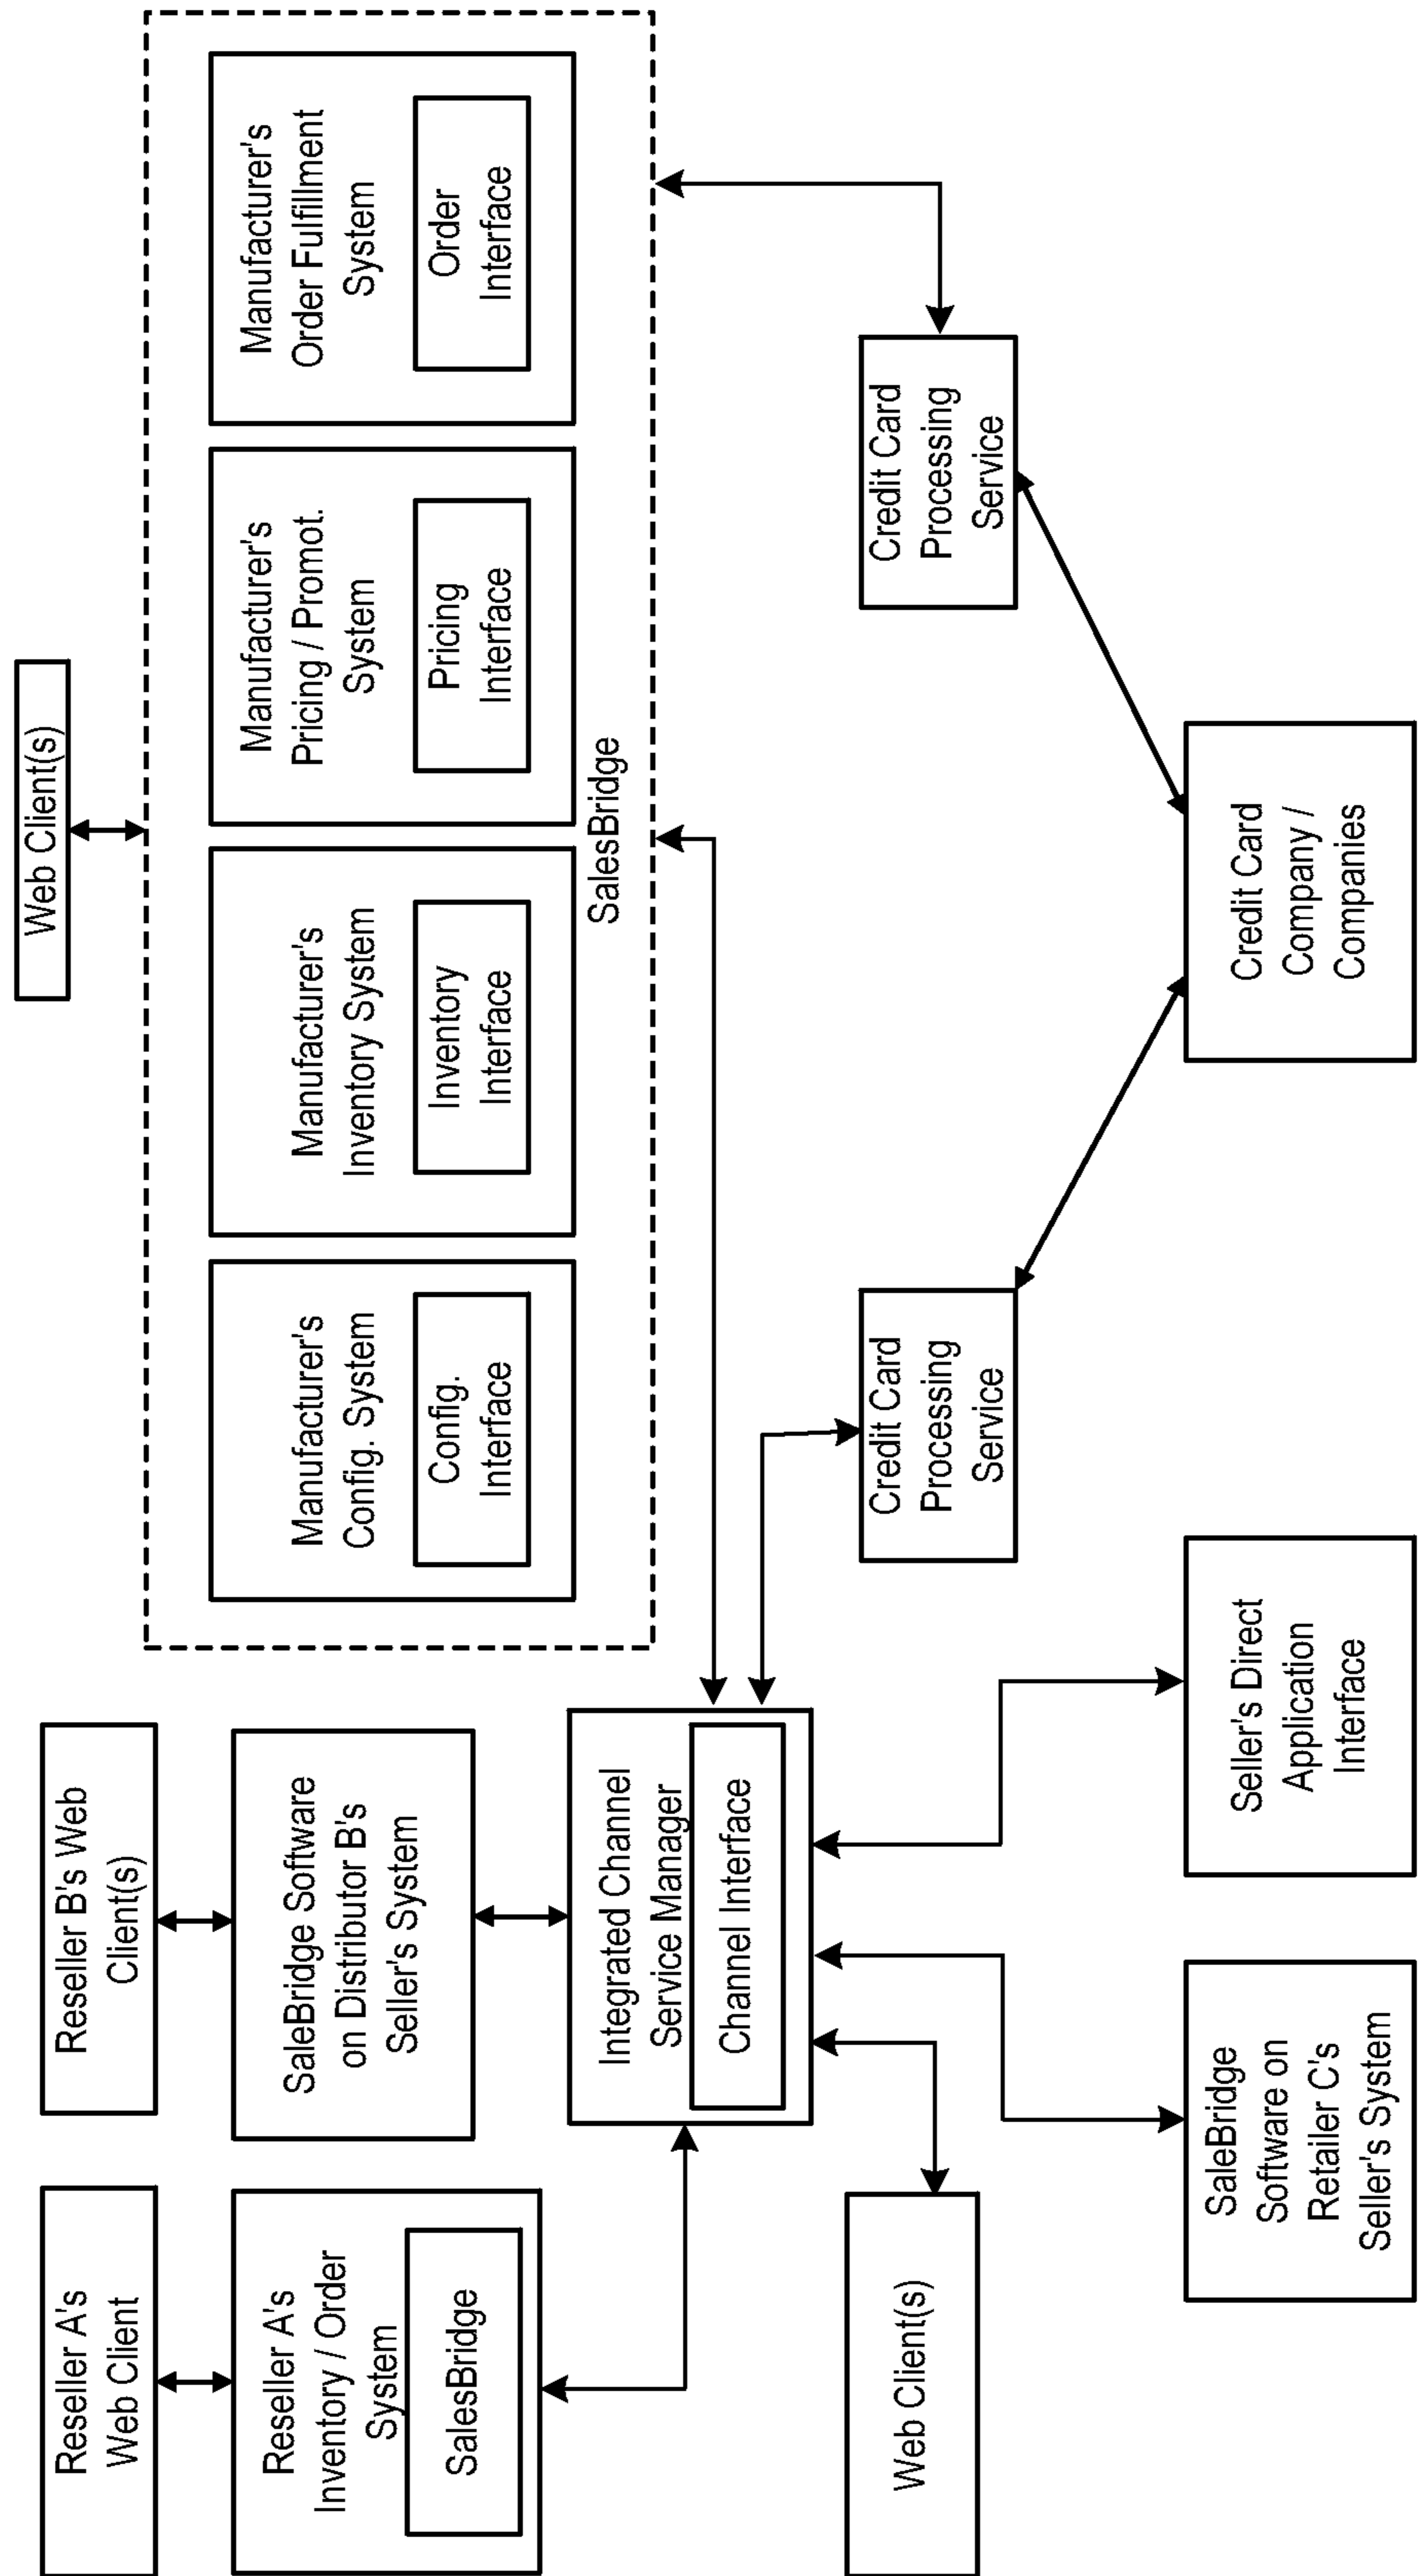 Reseller A's
Web Client
Reseller B's Web
Client(s)
Web Client(s)
Reseller A's
Inventory / Order
System
SalesBridge
SaleBridge Software
on Distributor B's
Seller's System
Manufacturer's
Config. System
Config.
Interface
Manufacturer's
Inventory System
Inventory
Interface
Manufacturer's
Pricing / Promot.
System
Pricing
Interface
Manufacturer's
Order Fulfillment
System
Order
Interface
SalesBridge
Integrated Channel
Service Manager
Channel Interface
Web Client(s)
Credit Card
Processing
Service
Credit Card
Processing
Service
SaleBridge
Software on
Retailer C's
Seller's System
Seller's Direct
Application
Interface
Credit Card
Company /
Companies